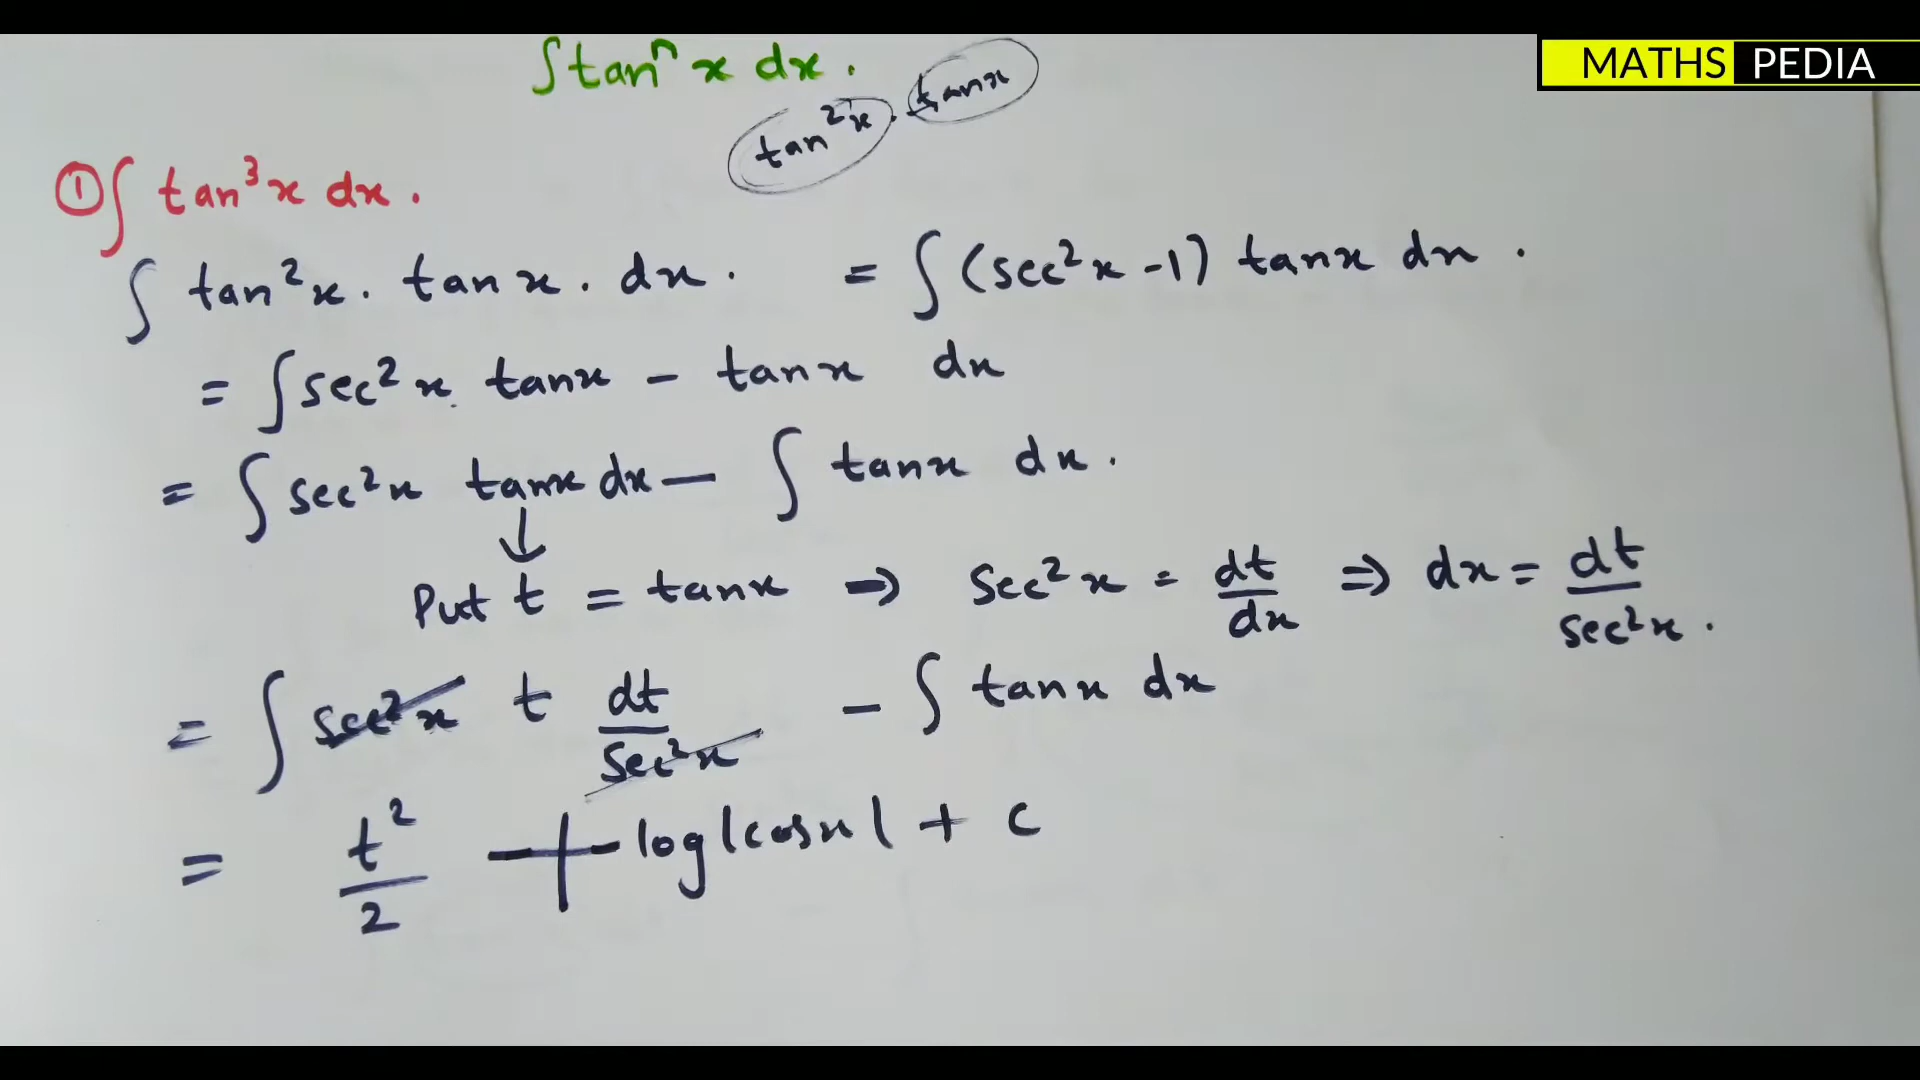 ∫tanⁿ x dx.
MATHS PEDIA
tan²x . tanx
① ∫ tan³x dx.
∫ tan²x. tanx. dx. = ∫(sec²x -1) tanx dx.
= ∫sec²x tanx - tanx dx
= ∫ sec²x tanx dx - ∫ tanx dx.
↓
Put t = tanx → sec²x = dt/dx ⇒ dx = dt/sec²x.
= ∫ sec²x t dt/sec²x - ∫ tanx dx
= t²/2 - + - log|cosx| + c